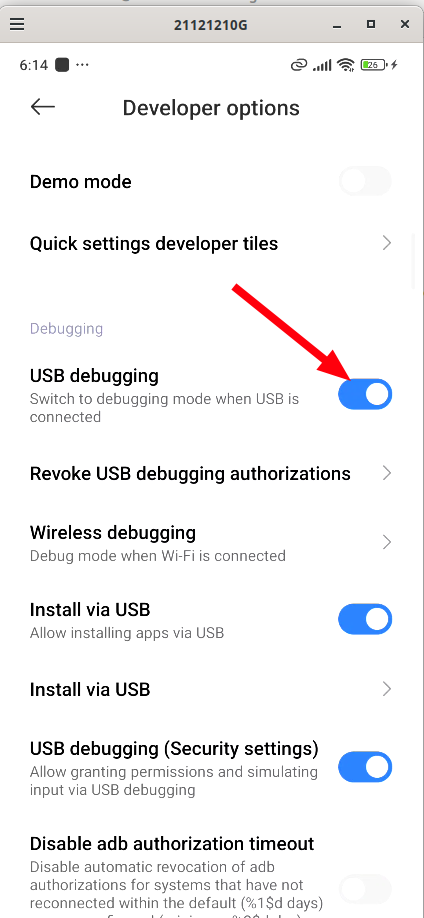 21121210G
6:14
26
Developer options
Demo mode
Quick settings developer tiles
Debugging
USB debugging
Switch to debugging mode when USB is
connected
Revoke USB debugging authorizations
Wireless debugging
Debug mode when Wi-Fi is connected
Install via USB
Allow installing apps via USB
Install via USB
USB debugging (Security settings)
Allow granting permissions and simulating
input via USB debugging
Disable adb authorization timeout
Disable automatic revocation of adb
authorizations for systems that have not
reconnected within the default (%1$d days)